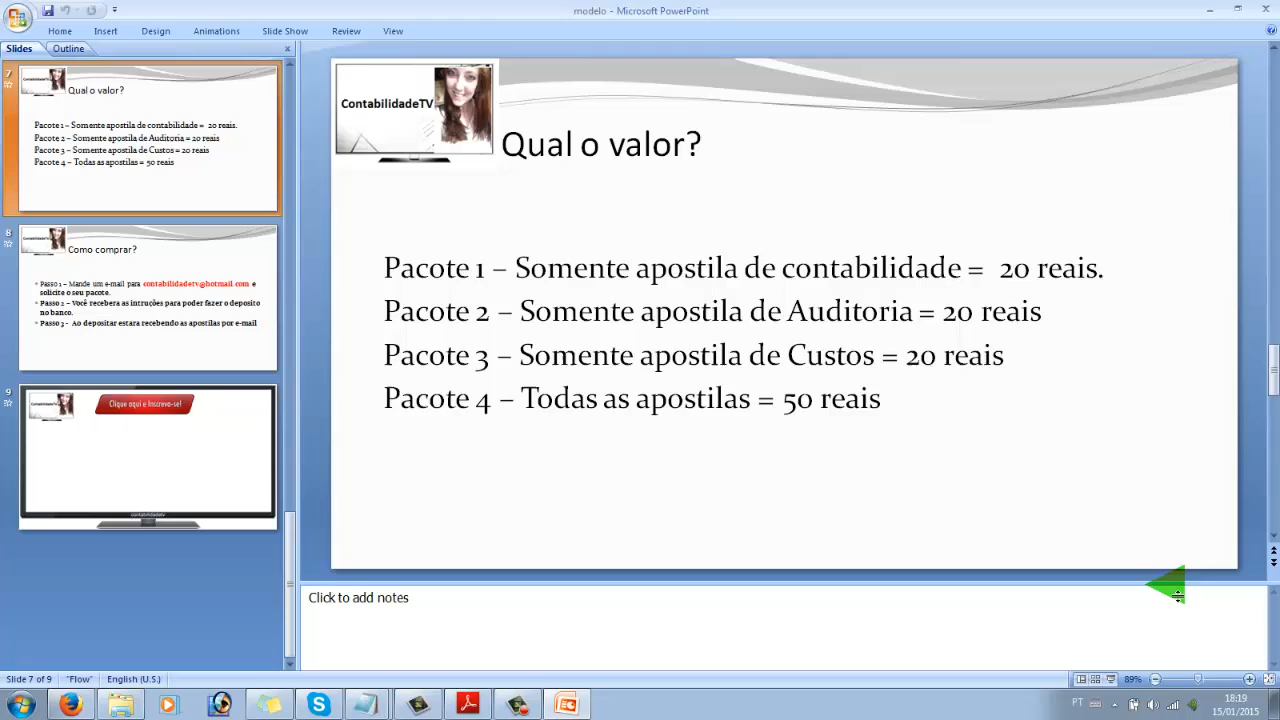 modelo - Microsoft PowerPoint
Home Insert Design Animations Slide Show Review View
Slides Outline
7
ContabilidadeTV
Qual o valor?
Pacote 1 – Somente apostila de contabilidade = 20 reais.
Pacote 2 – Somente apostila de Auditoria = 20 reais
Pacote 3 – Somente apostila de Custos = 20 reais
Pacote 4 – Todas as apostilas = 50 reais
8
ContabilidadeTV
Como comprar?
Passo 1 – Mande um e-mail para contabilidadetv@hotmail.com e
solicite o seu pacote.
Passo 2 – Você recebera as intruções para poder fazer o deposito
no banco.
Passo 3 - Ao depositar estara recebendo as apostilas por e-mail
9
ContabilidadeTV
Clique aqui e Inscreva-se!
contabilidadetv
ContabilidadeTV
Qual o valor?
Pacote 1 – Somente apostila de contabilidade = 20 reais.
Pacote 2 – Somente apostila de Auditoria = 20 reais
Pacote 3 – Somente apostila de Custos = 20 reais
Pacote 4 – Todas as apostilas = 50 reais
Click to add notes
Slide 7 of 9 "Flow" English (U.S.) 89%
PT 18:19
15/01/2015